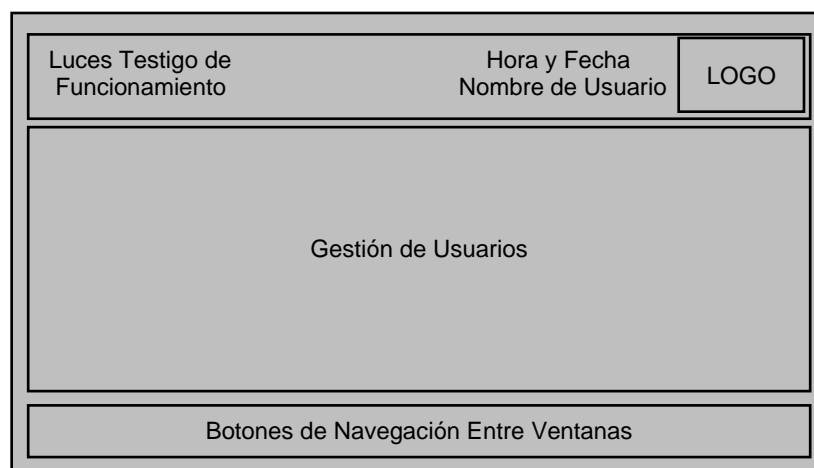 Luces Testigo de
Funcionamiento
Hora y Fecha
Nombre de Usuario
LOGO
Gestión de Usuarios
Botones de Navegación Entre Ventanas